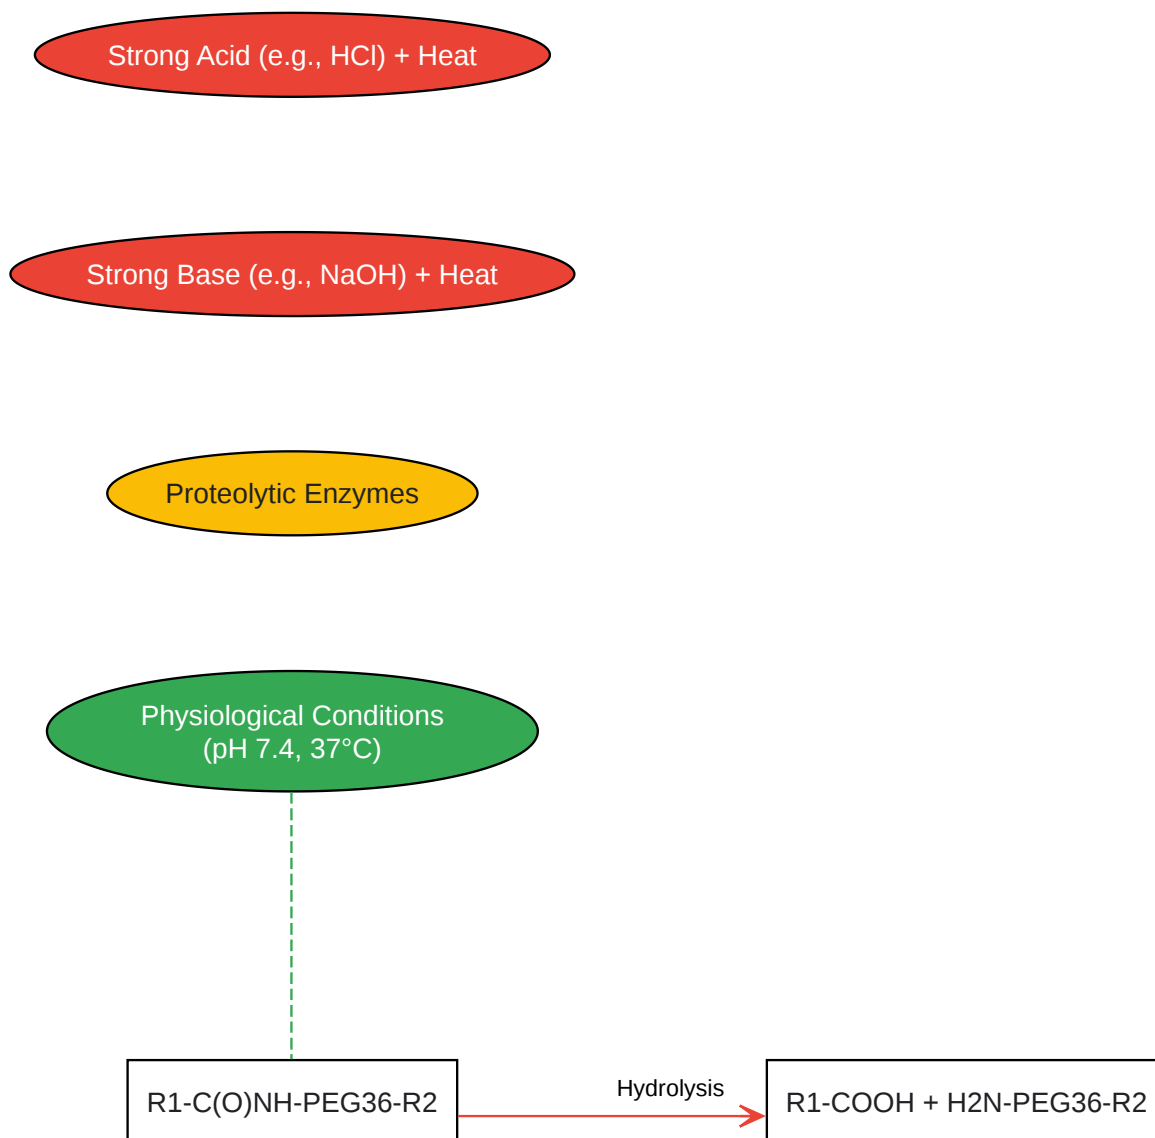 Strong Acid (e.g., HCl) + Heat
Strong Base (e.g., NaOH) + Heat
Proteolytic Enzymes
Physiological Conditions
(pH 7.4, 37°C)
R1-C(O)NH-PEG36-R2
Hydrolysis
R1-COOH + H2N-PEG36-R2